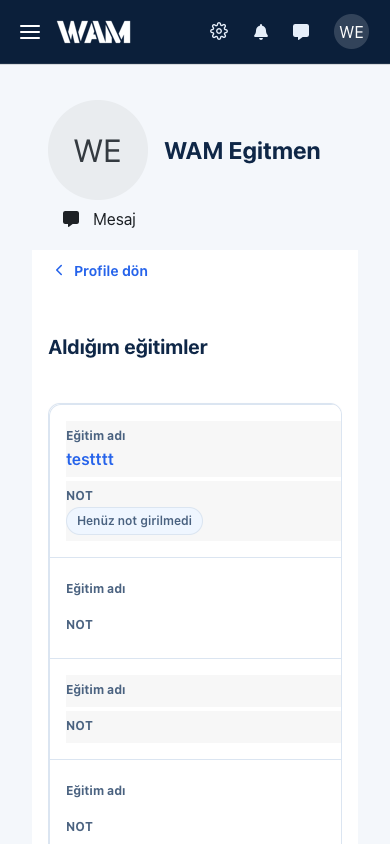 WAM
WE
WE
WAM Egitmen
Mesaj
Profile dön
Aldığım eğitimler
Eğitim adı
testttt
NOT
Henüz not girilmedi
Eğitim adı
NOT
Eğitim adı
NOT
Eğitim adı
NOT